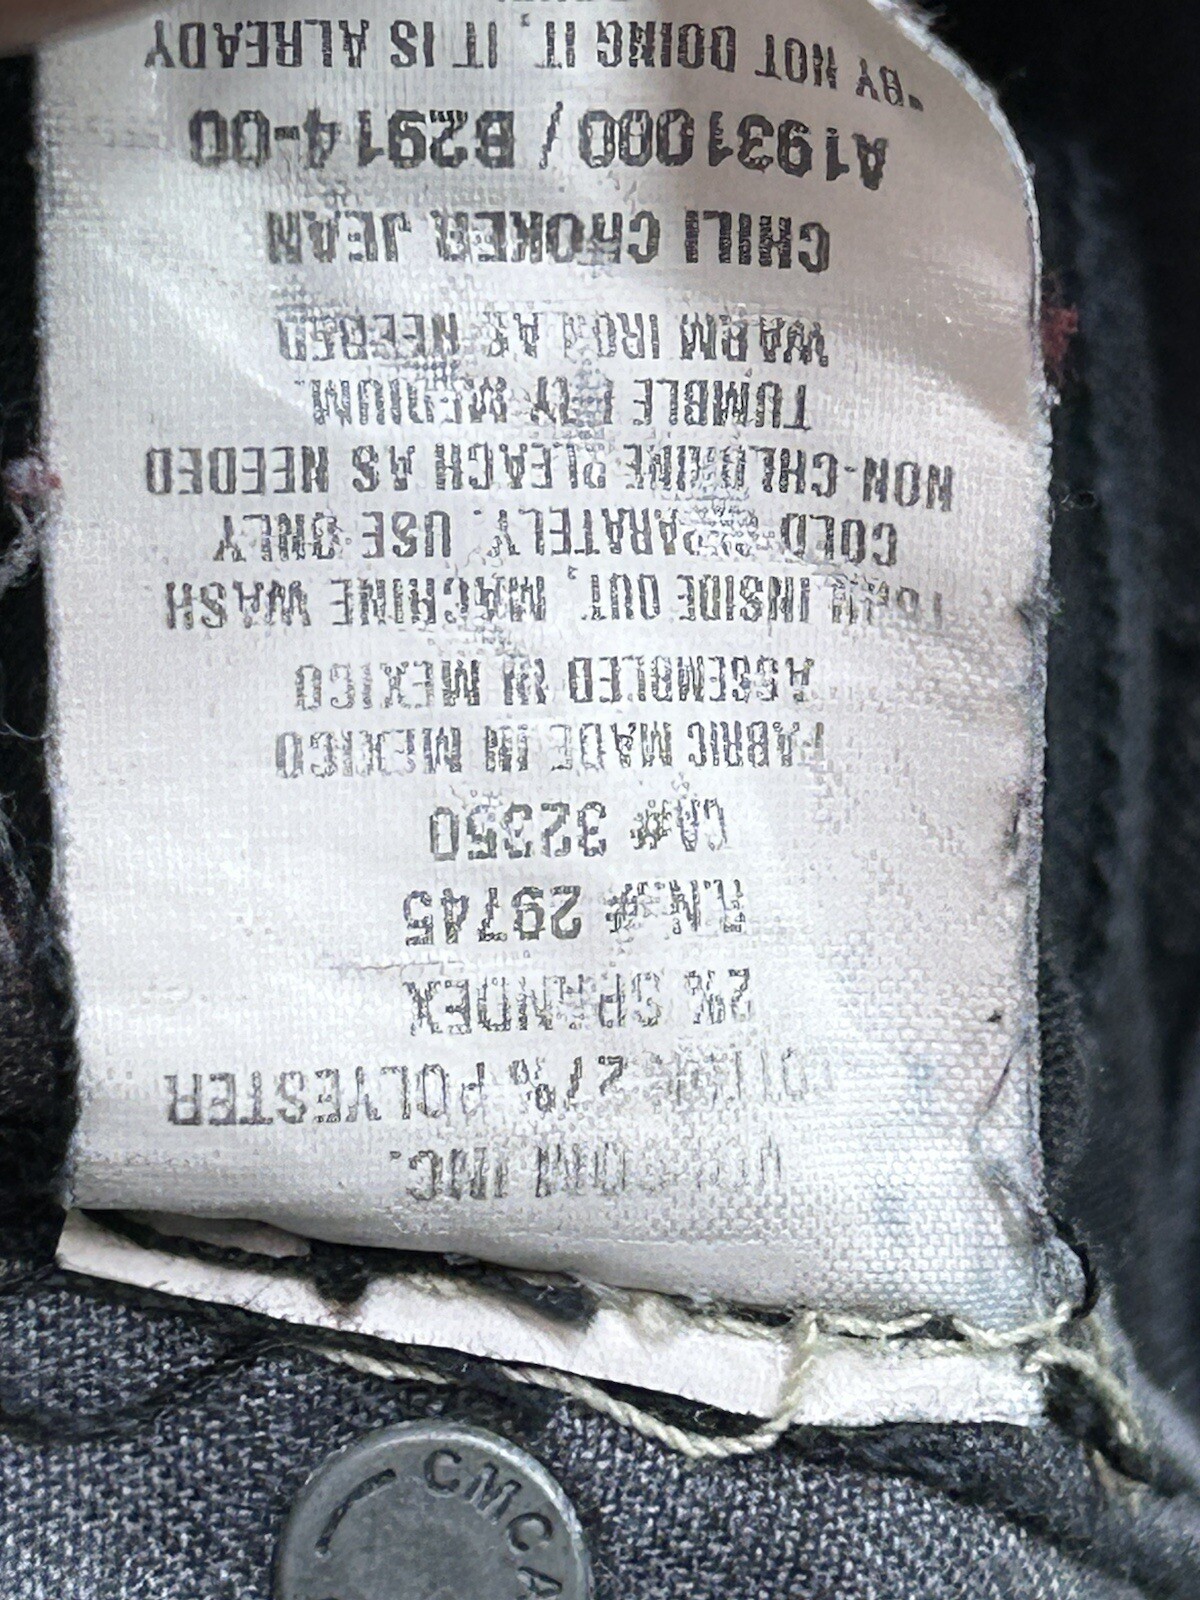 INC.
27% POLYESTER
SPANDEX
R.N.# 29745
CA# 32350
FABRIC MADE IN MEXICO
ASSEMBLED IN MEXICO
TURN INSIDE OUT, MACHINE WASH
COLD SEPARATELY, USE ONLY
NON-CHLORINE BLEACH AS NEEDED
TUMBLE DRY MEDIUM.
WARM IRON AS NEEDED
CHILI CHOKER JEAN
A1931000 / B2914-00
-BY NOT DOING IT, IT IS ALREADY
CMCA